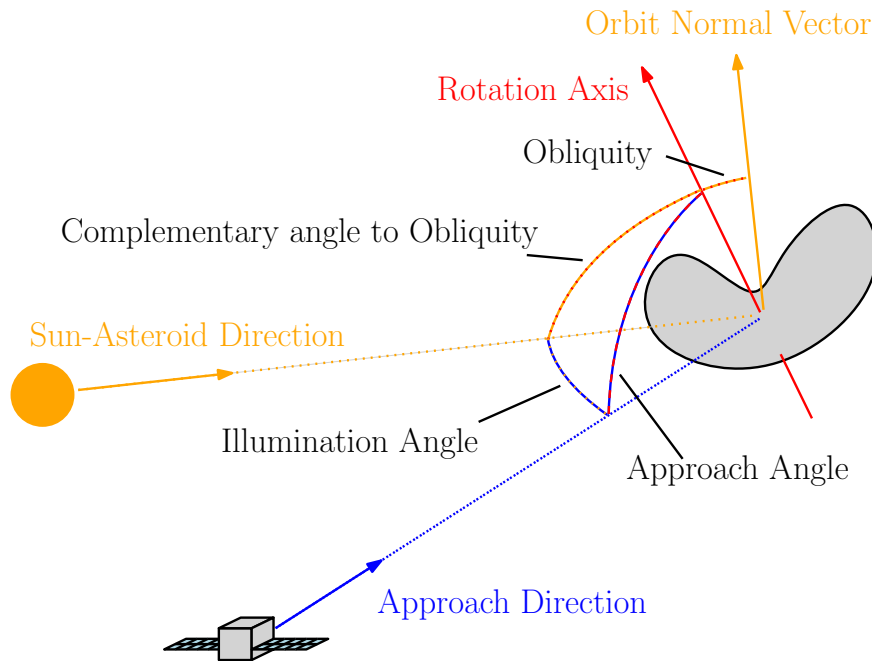 Orbit Normal Vector
Rotation Axis
Obliquity
Complementary angle to Obliquity
Sun-Asteroid Direction
Illumination Angle
Approach Angle
Approach Direction